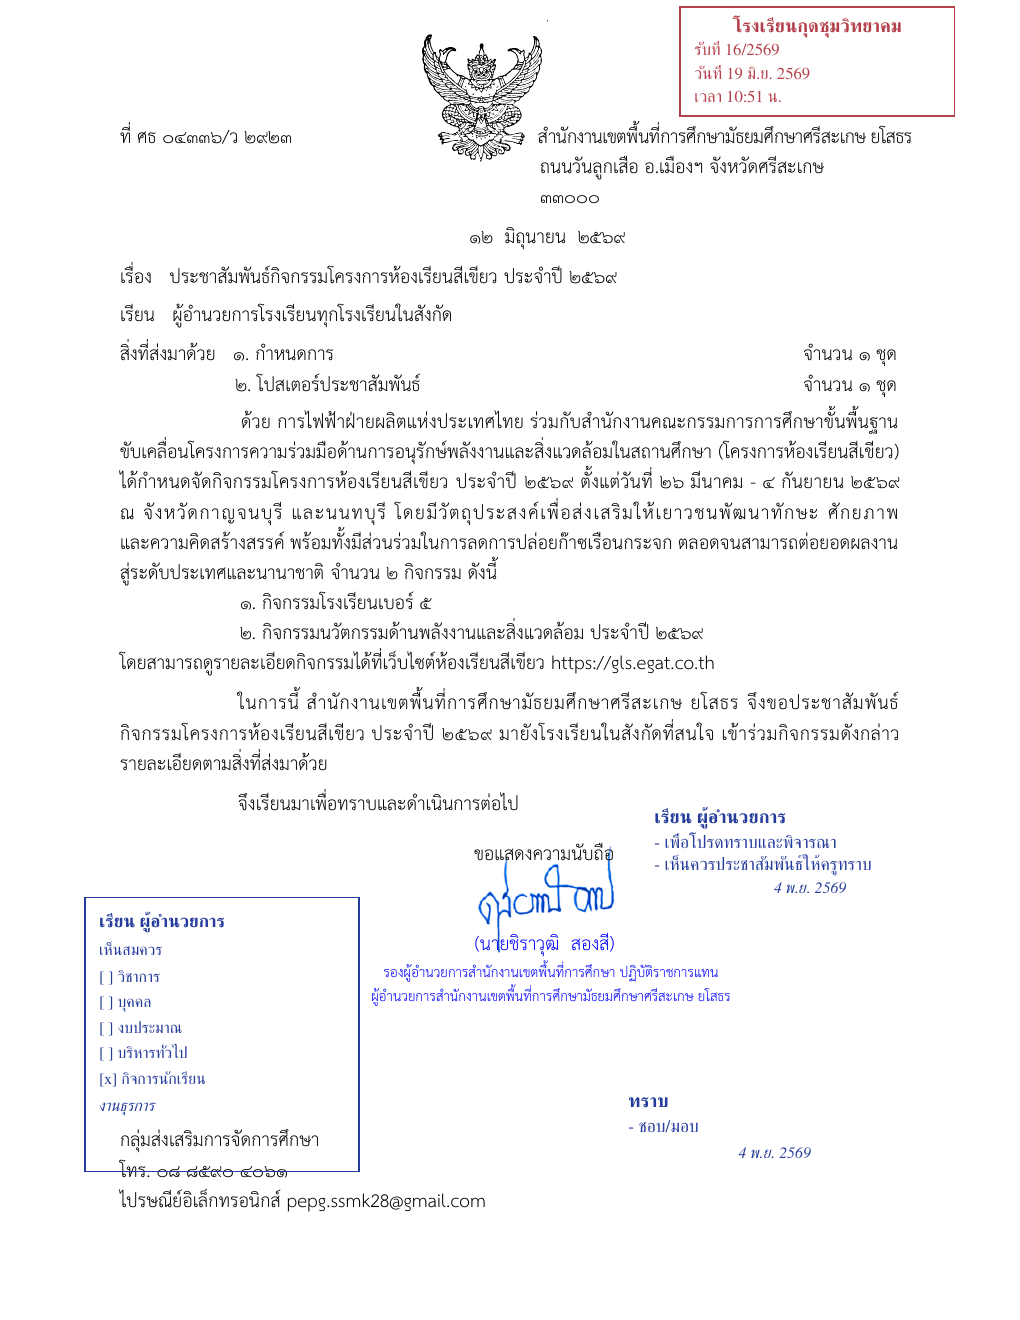 โรงเรียนกุดชุมวิทยาคม
รับที่ 16/2569
วันที่ 19 มิ.ย. 2569
เวลา 10:51 น.
ที่ ศธ ๐๔๓๓๖/ว ๒๙๒๓
สำนักงานเขตพื้นที่การศึกษามัธยมศึกษาศรีสะเกษ ยโสธร
ถนนวันลูกเสือ อ.เมืองฯ จังหวัดศรีสะเกษ
๓๓๐๐๐
๑๒ มิถุนายน ๒๕๖๙
เรื่อง ประชาสัมพันธ์กิจกรรมโครงการห้องเรียนสีเขียว ประจำปี ๒๕๖๙
เรียน ผู้อำนวยการโรงเรียนทุกโรงเรียนในสังกัด
สิ่งที่ส่งมาด้วย ๑. กำหนดการ จำนวน ๑ ชุด
๒. โปสเตอร์ประชาสัมพันธ์ จำนวน ๑ ชุด
ด้วย การไฟฟ้าฝ่ายผลิตแห่งประเทศไทย ร่วมกับสำนักงานคณะกรรมการการศึกษาขั้นพื้นฐาน
ขับเคลื่อนโครงการความร่วมมือด้านการอนุรักษ์พลังงานและสิ่งแวดล้อมในสถานศึกษา (โครงการห้องเรียนสีเขียว)
ได้กำหนดจัดกิจกรรมโครงการห้องเรียนสีเขียว ประจำปี ๒๕๖๙ ตั้งแต่วันที่ ๒๖ มีนาคม - ๔ กันยายน ๒๕๖๙
ณ จังหวัดกาญจนบุรี และนนทบุรี โดยมีวัตถุประสงค์เพื่อส่งเสริมให้เยาวชนพัฒนาทักษะ ศักยภาพ
และความคิดสร้างสรรค์ พร้อมทั้งมีส่วนร่วมในการลดการปล่อยก๊าซเรือนกระจก ตลอดจนสามารถต่อยอดผลงาน
สู่ระดับประเทศและนานาชาติ จำนวน ๒ กิจกรรม ดังนี้
๑. กิจกรรมโรงเรียนเบอร์ ๕
๒. กิจกรรมนวัตกรรมด้านพลังงานและสิ่งแวดล้อม ประจำปี ๒๕๖๙
โดยสามารถดูรายละเอียดกิจกรรมได้ที่เว็บไซต์ห้องเรียนสีเขียว https://gls.egat.co.th
ในการนี้ สำนักงานเขตพื้นที่การศึกษามัธยมศึกษาศรีสะเกษ ยโสธร จึงขอประชาสัมพันธ์
กิจกรรมโครงการห้องเรียนสีเขียว ประจำปี ๒๕๖๙ มายังโรงเรียนในสังกัดที่สนใจ เข้าร่วมกิจกรรมดังกล่าว
รายละเอียดตามสิ่งที่ส่งมาด้วย
จึงเรียนมาเพื่อทราบและดำเนินการต่อไป
ขอแสดงความนับถือ
(นายชิราวุฒิ สองสี)
รองผู้อำนวยการสำนักงานเขตพื้นที่การศึกษา ปฏิบัติราชการแทน
ผู้อำนวยการสำนักงานเขตพื้นที่การศึกษามัธยมศึกษาศรีสะเกษ ยโสธร
เรียน ผู้อำนวยการ
- เพื่อโปรดทราบและพิจารณา
- เห็นควรประชาสัมพันธ์ให้ครูทราบ
4 พ.ย. 2569
เรียน ผู้อำนวยการ
เห็นสมควร
[ ] วิชาการ
[ ] บุคคล
[ ] งบประมาณ
[ ] บริหารทั่วไป
[x] กิจการนักเรียน
งานธุรการ
ทราบ
- ชอบ/มอบ
4 พ.ย. 2569
กลุ่มส่งเสริมการจัดการศึกษา
โทร. ๐๘ ๘๕๙๐ ๔๐๖๑
ไปรษณีย์อิเล็กทรอนิกส์ pepg.ssmk28@gmail.com